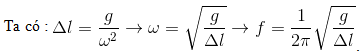 Ta có : Δl = g/ω² → ω = √(g/Δl) → f = 1/(2π) √(g/Δl).